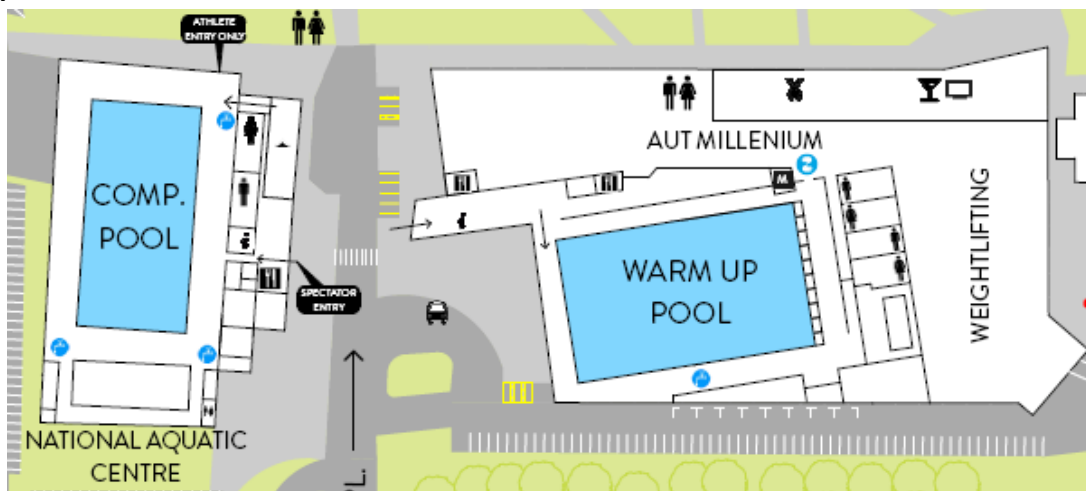 ATHLETE
ENTRY ONLY
AUT MILLENIUM
COMP.
POOL
WARM UP
POOL
WEIGHTLIFTING
SPECTATOR
ENTRY
NATIONAL AQUATIC
CENTRE